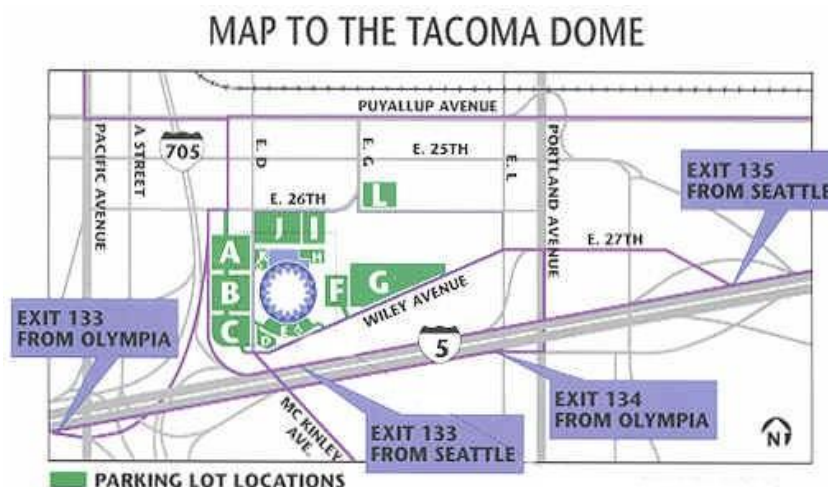 MAP TO THE TACOMA DOME
PUYALLUP AVENUE
PACIFIC AVENUE
A STREET
705
E. D
E. G
E. 25TH
E. L
PORTLAND AVENUE
EXIT 135
FROM SEATTLE
L
E. 26TH
J
I
E. 27TH
A
K
H
B
F
G
WILEY AVENUE
EXIT 133
FROM OLYMPIA
C
D
E
5
EXIT 134
FROM OLYMPIA
MC KINLEY
AVE.
EXIT 133
FROM SEATTLE
N
PARKING LOT LOCATIONS